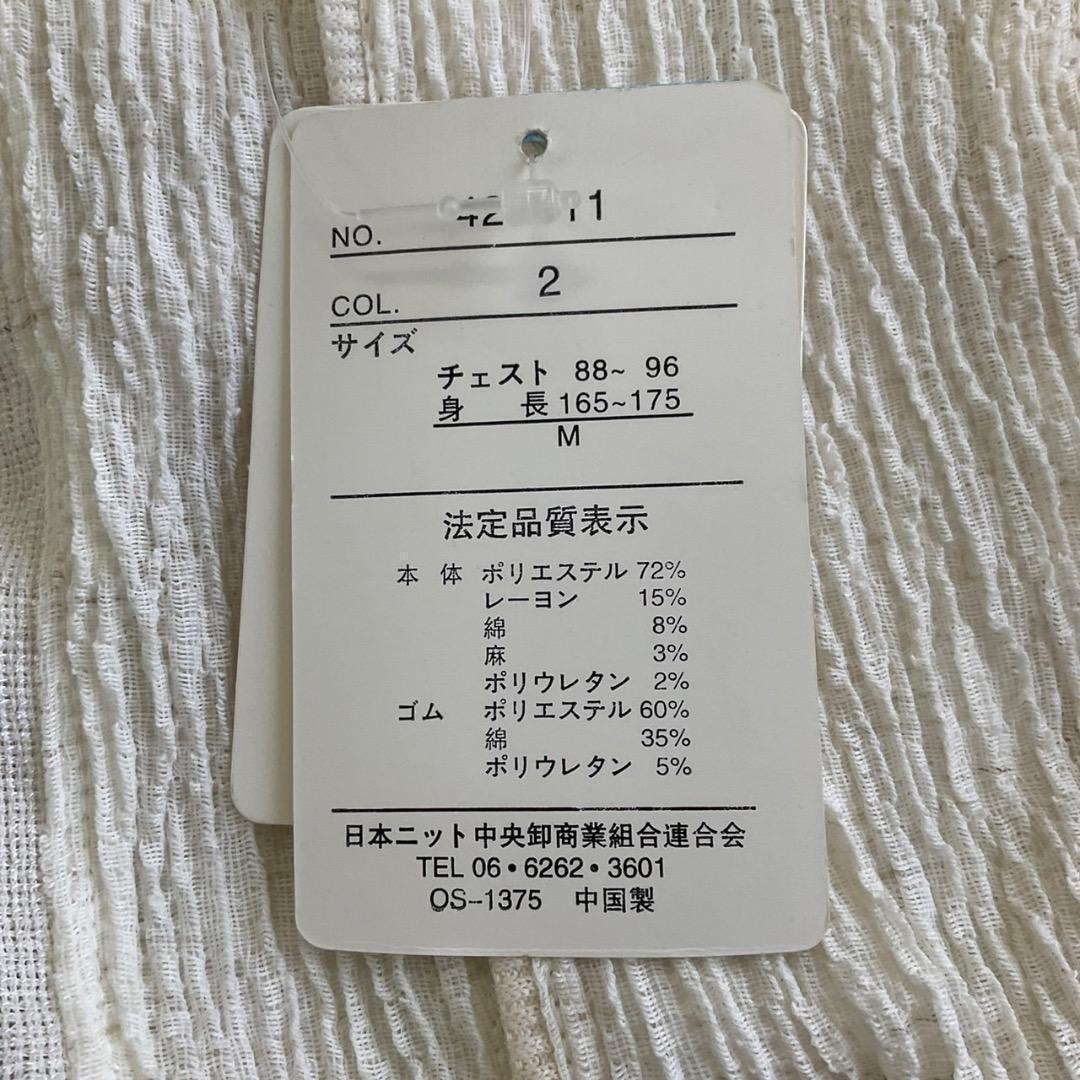 NO.
COL. 2
サイズ
チェスト 88~ 96
身 長 165~175
M
法定品質表示
本 体 ポリエステル 72%
レーヨン 15%
綿 8%
麻 3%
ポリウレタン 2%
ゴム ポリエステル 60%
綿 35%
ポリウレタン 5%
日本ニット中央卸商業組合連合会
TEL 06・6262・3601
OS-1375 中国製